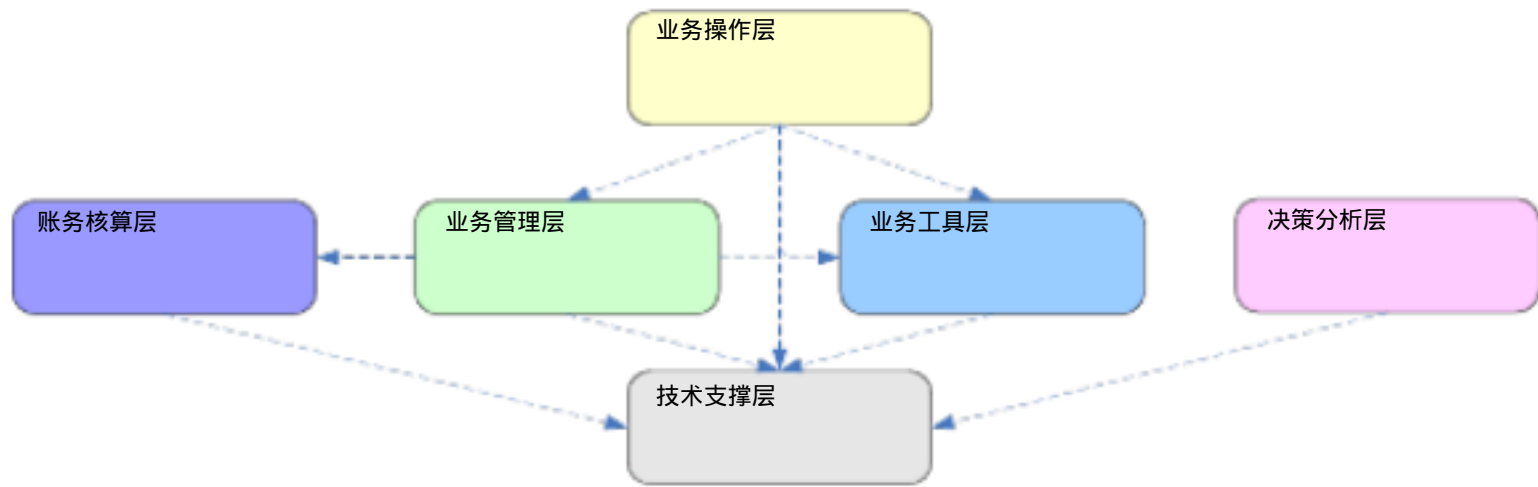 业务操作层
账务核算层
业务管理层
业务工具层
决策分析层
技术支撑层